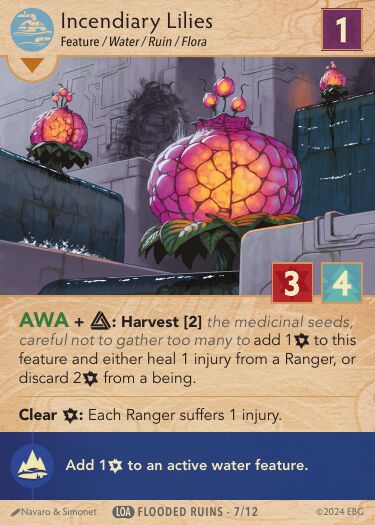 Incendiary Lilies
Feature / Water / Ruin / Flora
1
3
4
AWA + : Harvest [2] the medicinal seeds,
careful not to gather too many to add 1 to this
feature and either heal 1 injury from a Ranger, or
discard 2 from a being.
Clear : Each Ranger suffers 1 injury.
Add 1 to an active water feature.
Navaro & Simonet
LOA FLOODED RUINS - 7/12
©2024 EBG